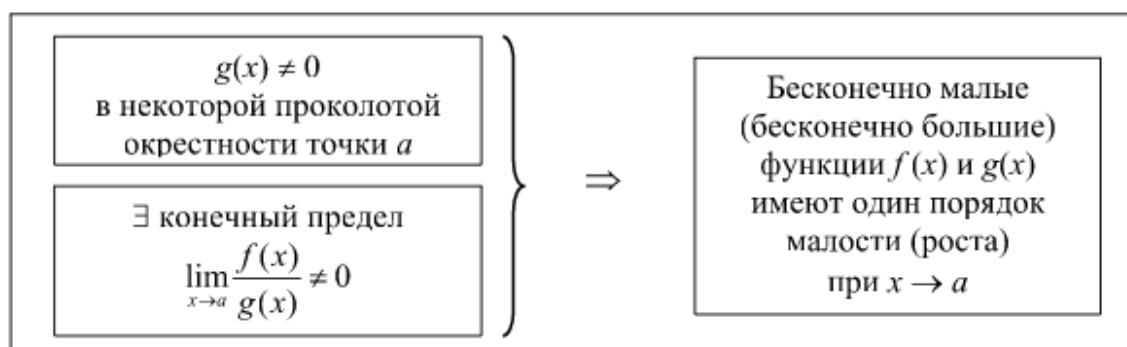 g(x) ≠ 0
в некоторой проколотой
окрестности точки a
∃ конечный предел
lim x→a f(x)/g(x) ≠ 0
⇒
Бесконечно малые
(бесконечно большие)
функции f(x) и g(x)
имеют один порядок
малости (роста)
при x → a